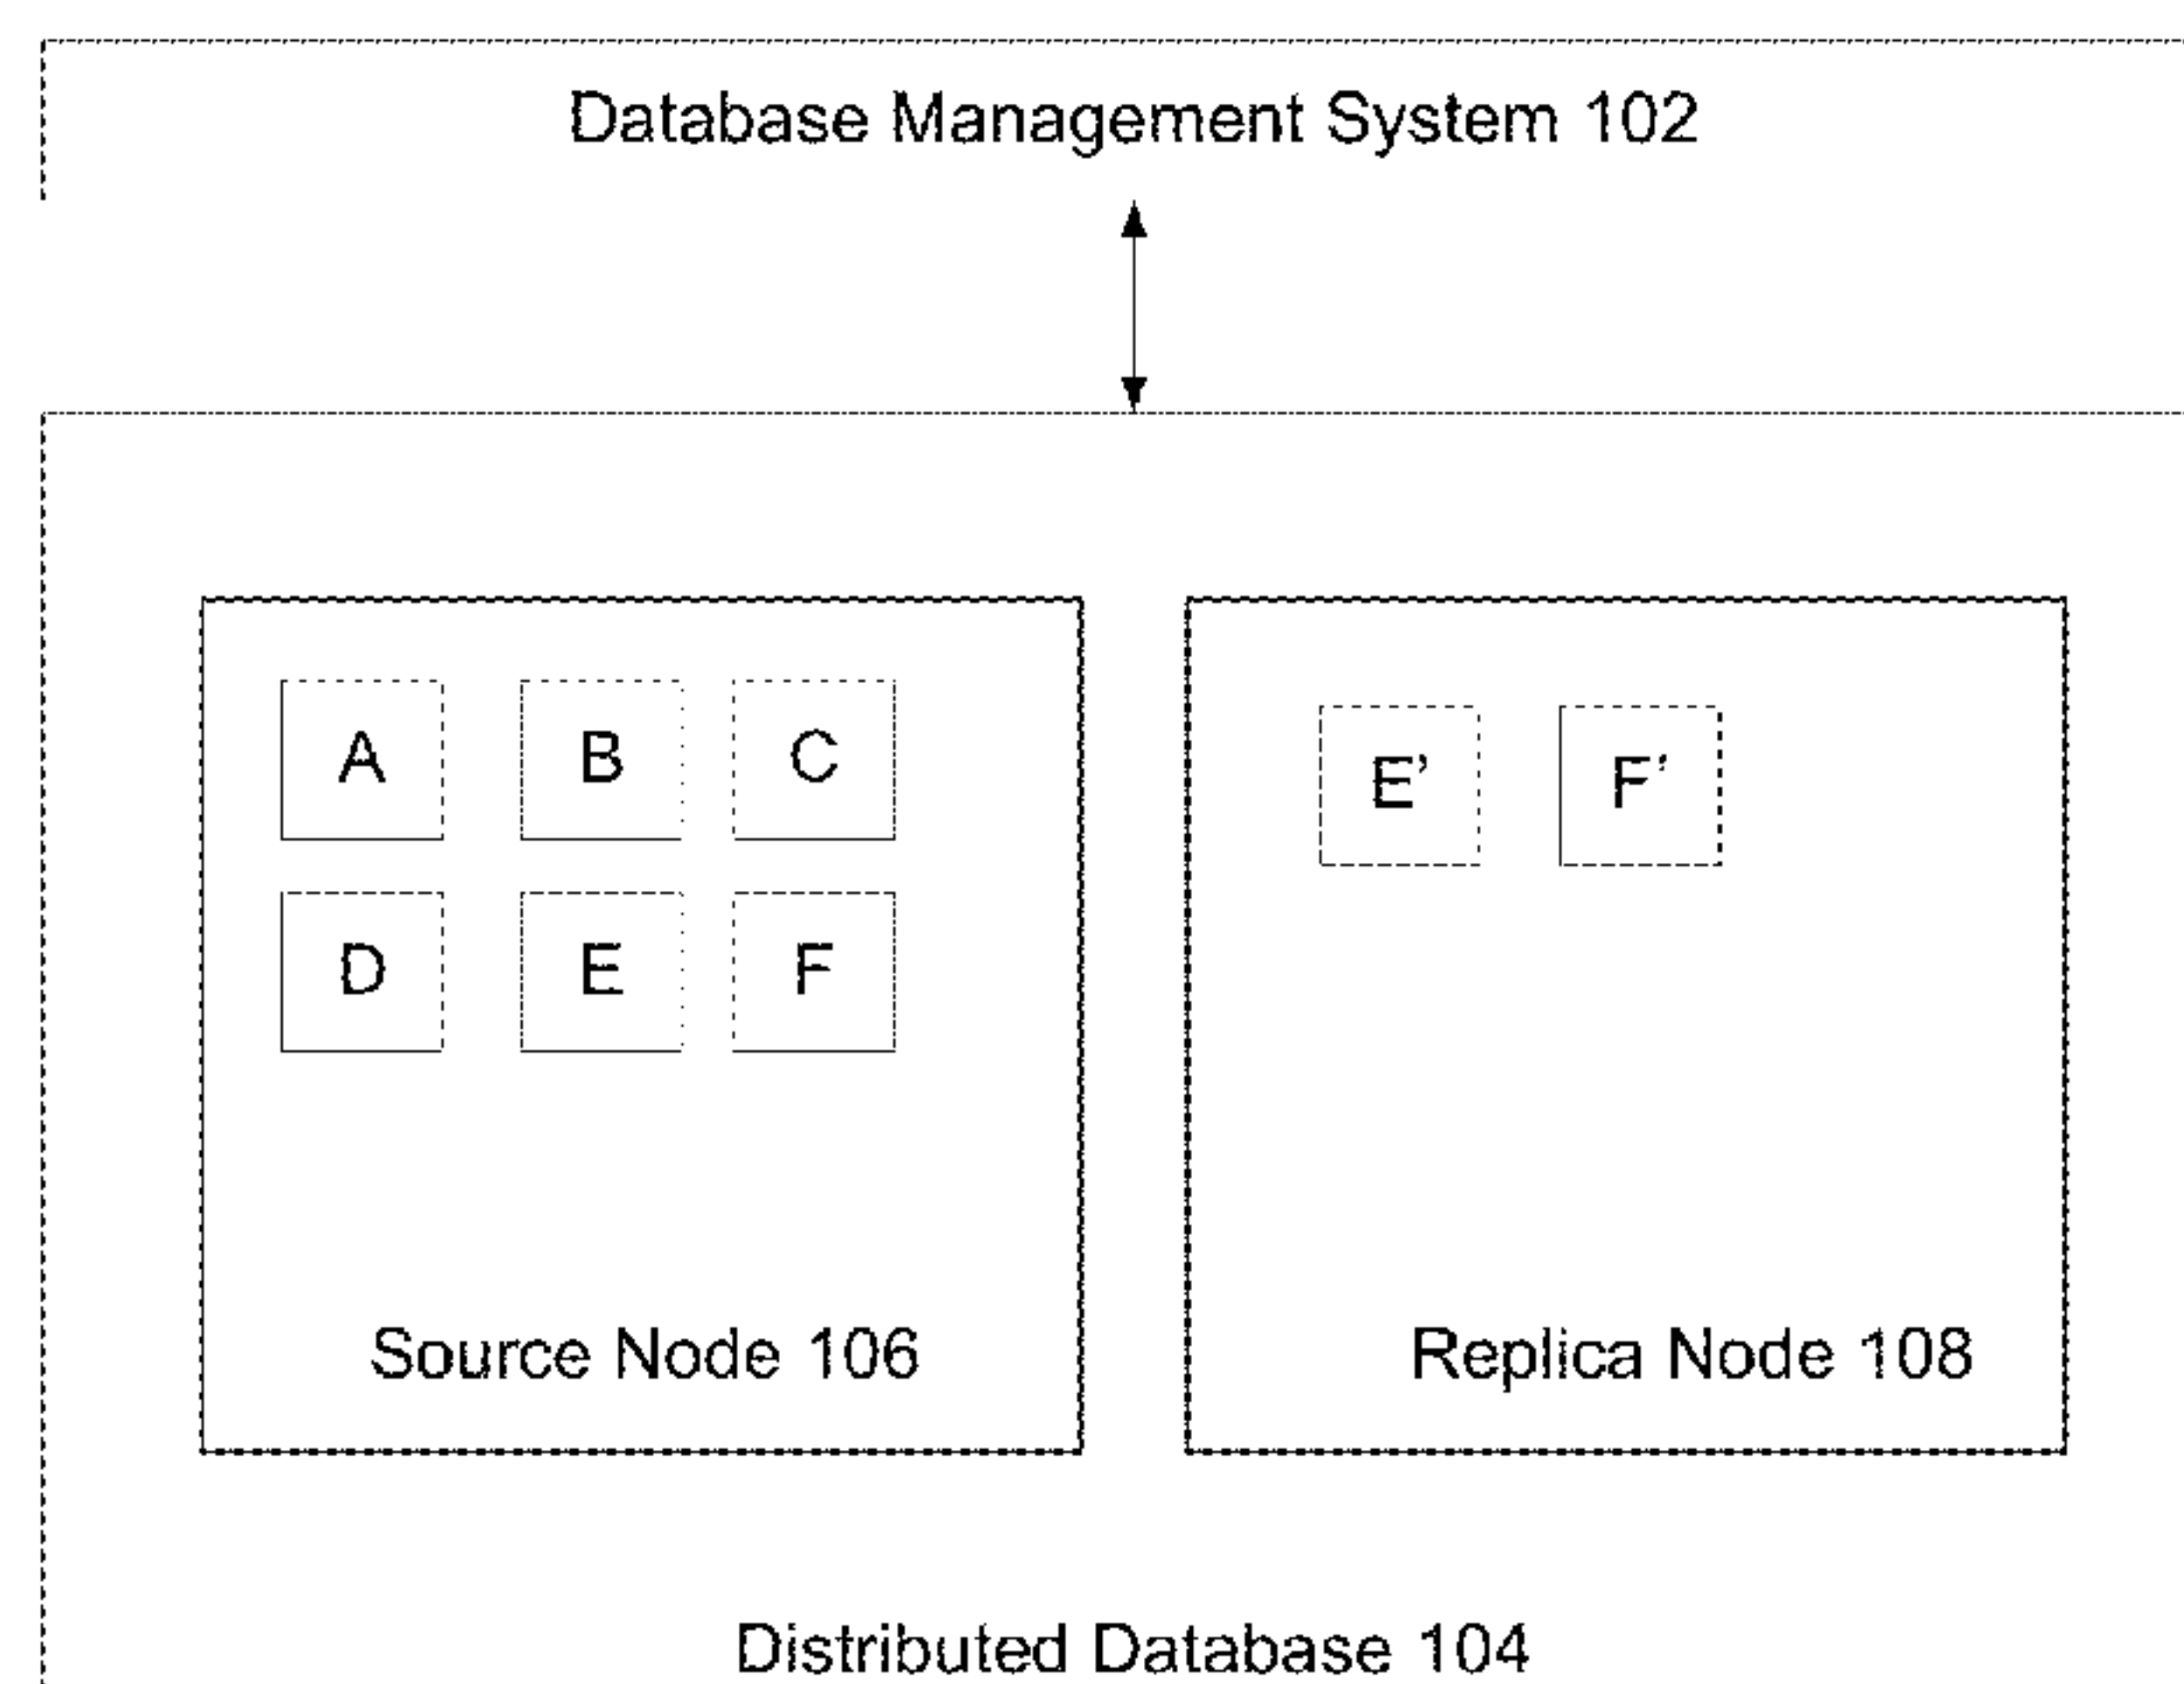 Database Management System 102
A B C
E’ F’
D E F
Source Node 106
Replica Node 108
Distributed Database 104